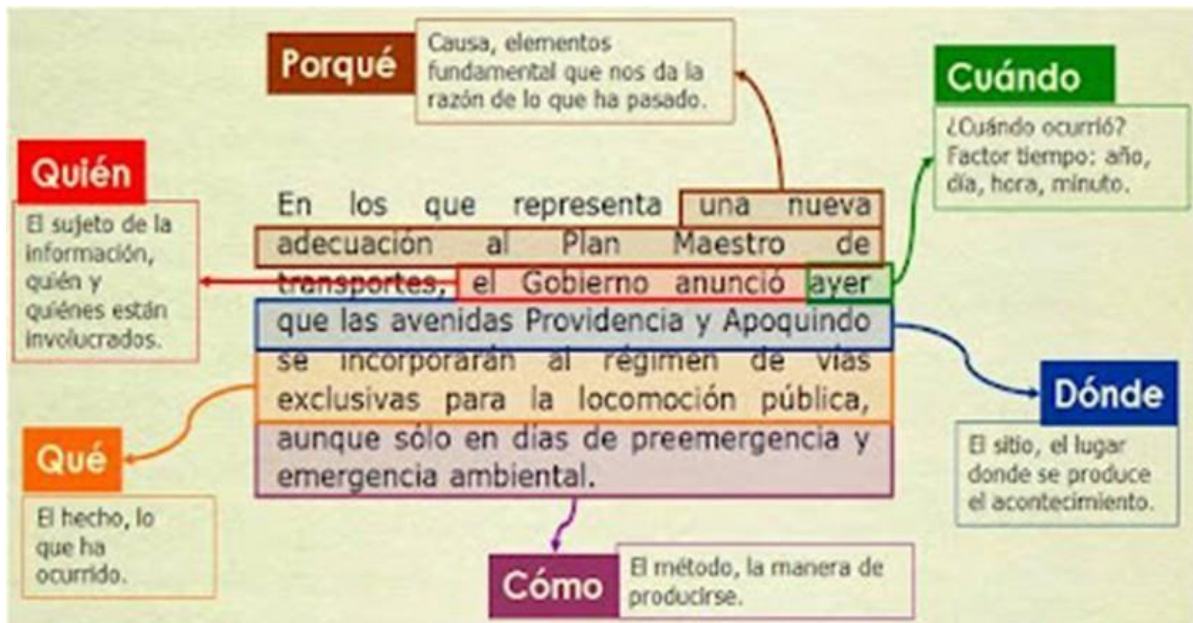 Porqué
Causa, elementos
fundamental que nos da la
razón de lo que ha pasado.
Cuándo
¿Cuándo ocurrió?
Factor tiempo: año,
día, hora, minuto.
Quién
El sujeto de la
información,
quién y
quiénes están
involucrados.
En los que representa una nueva
adecuación al Plan Maestro de
transportes, el Gobierno anunció ayer
que las avenidas Providencia y Apoquindo
se incorporarán al régimen de vías
exclusivas para la locomoción pública,
aunque sólo en días de preemergencia y
emergencia ambiental.
Dónde
El sitio, el lugar
donde se produce
el acontecimiento.
Qué
El hecho, lo
que ha
ocurrido.
Cómo
El método, la manera de
producirse.